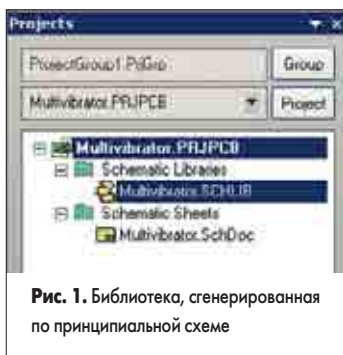 Projects
ProjectGroup1.PrjGrp
Group
Multivibrator.PRJPCB
Project
Multivibrator.PRJPCB
Schematic Libraries
Multivibrator.SCHLIB
Schematic Sheets
Multivibrator.SchDoc
Рис. 1. Библиотека, сгенерированная
по принципиальной схеме